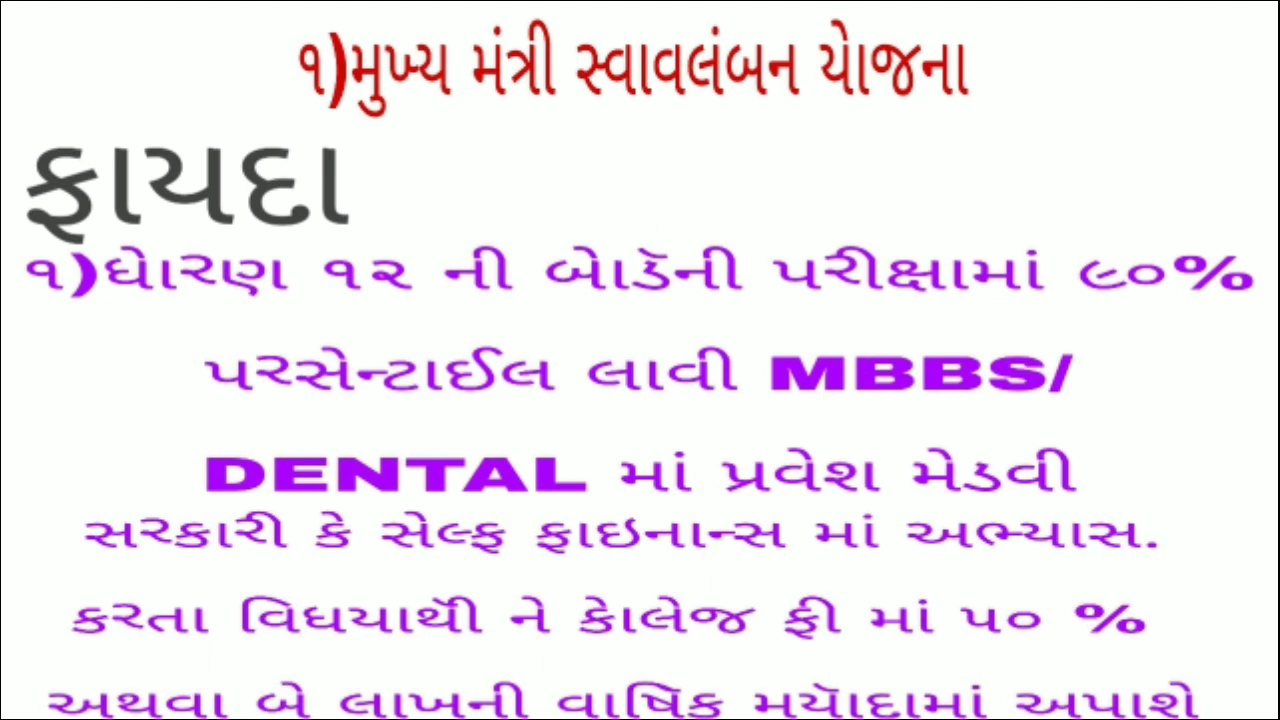 ૧)મુખ્ય મંત્રી સ્વાવલંબન યોજના
ફાયદા
૧)ધોરણ ૧૨ ની બોર્ડની પરીક્ષામાં ૯૦%
પરસેન્ટાઈલ લાવી MBBS/
DENTAL માં પ્રવેશ મેડવી
સરકારી કે સેલ્ફ ફાઇનાન્સ માં અભ્યાસ.
કરતા વિધયાર્થી ને કોલેજ ફી માં ૫૦ %
અથવા બે લાખની વાર્ષિક મર્યાદામાં અપાશે